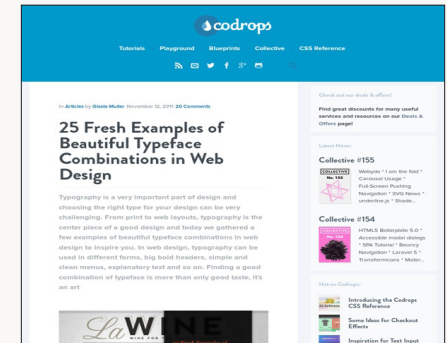 codrops
Tutorials Playground Blueprints Collective CSS Reference
In Articles by Gisele Muller November 12, 2011 20 Comments
25 Fresh Examples of
Beautiful Typeface
Combinations in Web
Design
Typography is a very important part of design and
choosing the right type for your design can be very
challenging. From print to web layouts, typography is the
center piece of a good design and today we gathered a
few examples of beautiful typeface combinations in web
design to inspire you. In web design, typography can be
used in different forms, big bold headers, simple and
clean menus, explanatory text and so on. Finding a good
combination of typeface is more than only good taste, it's
an art
LaWINE
Check out our deals & offers!
Find great discounts for many useful
services and resources on our Deals &
Offers page!
Latest News:
Collective #155
COLLECTIVE
No. 155
Webyda * I am the fold *
Carousel Usage *
Full-Screen Pushing
Navigation * SVG News *
underline.js * Shade...
Collective #154
COLLECTIVE
No. 154
HTML5 Boilerplate 5.0 *
Accessible modal dialogs
* SPA Tutorial * Bouncy
Navigation * Laravel 5 *
Transformicons * Mater...
Hot on Codrops:
Introducing the Codrops
CSS Reference
Some Ideas for Checkout
Effects
Inspiration for Text Input